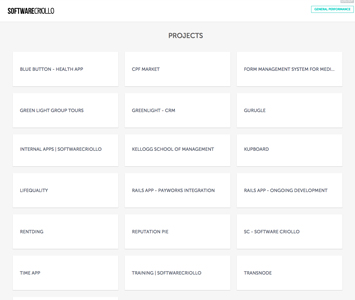 SOFTWARECRIOLLO
GENERAL PERFORMANCE
PROJECTS
BLUE BUTTON - HEALTH APP
CPF MARKET
FORM MANAGEMENT SYSTEM FOR MEDI...
GREEN LIGHT GROUP TOURS
GREENLIGHT - CRM
GURUGLE
INTERNAL APPS | SOFTWARECRIOLLO
KELLOGG SCHOOL OF MANAGEMENT
KUPBOARD
LIFEQUALITY
RAILS APP - PAYWORKS INTEGRATION
RAILS APP - ONGOING DEVELOPMENT
RENTDING
REPUTATION PIE
SC - SOFTWARE CRIOLLO
TIME APP
TRAINING | SOFTWARECRIOLLO
TRANSNODE